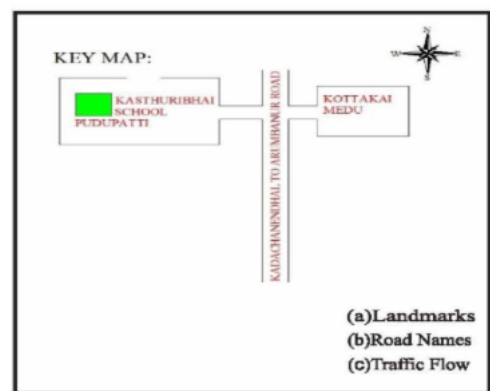 N
W E
S
KEY MAP:
KASTHURIBHAI
SCHOOL
PUDUPATTI
KADACHANENDHAL TO ARUMBANUR ROAD
KOTTAKAI
MEDU
(a)Landmarks
(b)Road Names
(c)Traffic Flow